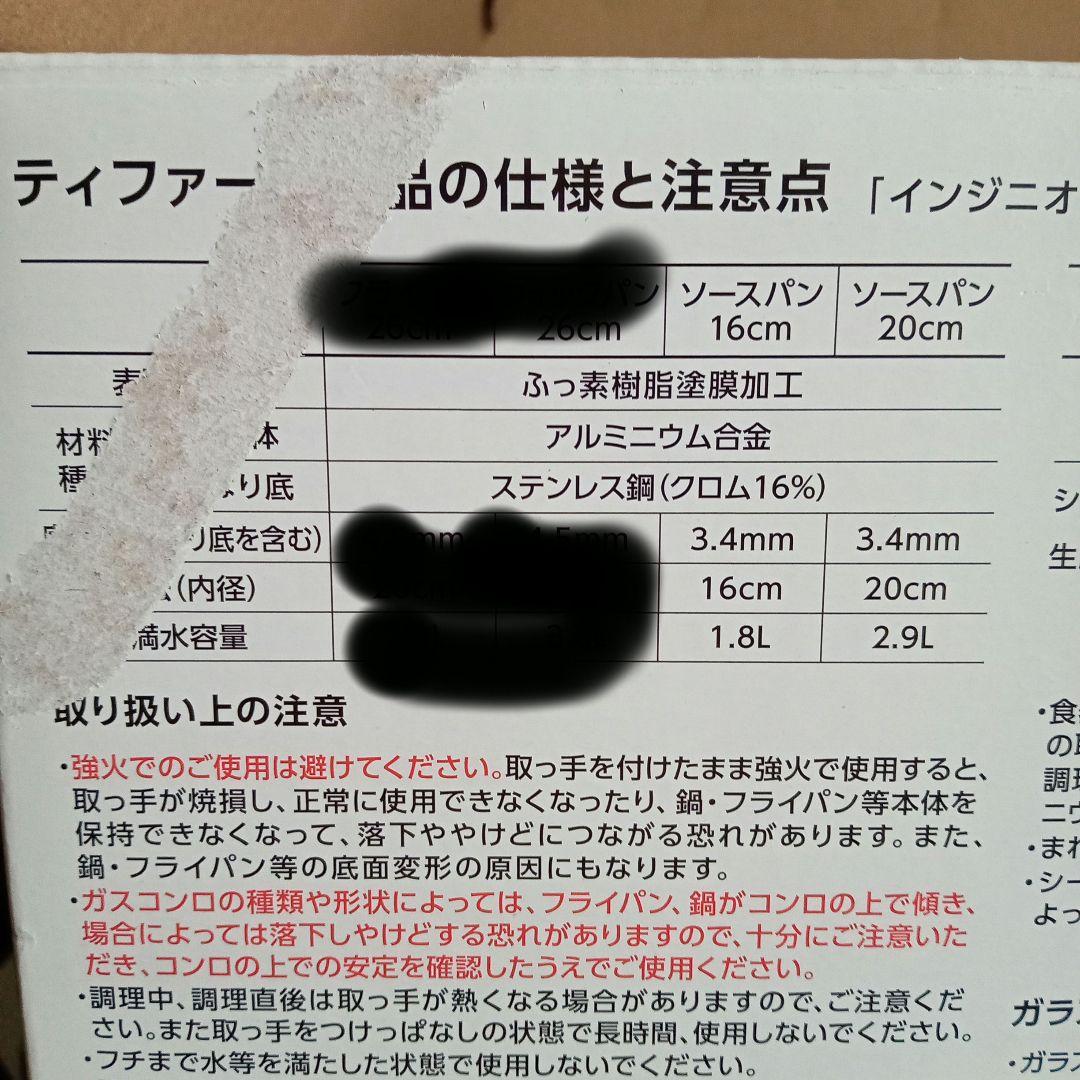 ティファー 品の仕様と注意点 「インジニオ
パン ソースパン ソースパン
26cm 26cm 16cm 20cm
ふっ素樹脂塗膜加工
材料 体 アルミニウム合金
種 り底 ステンレス鋼(クロム16%)
り底を含む) mm mm 3.4mm 3.4mm
(内径) 16cm 20cm
満水容量 1.8L 2.9L
取り扱い上の注意
・強火でのご使用は避けてください。取っ手を付けたまま強火で使用すると、
取っ手が焼損し、正常に使用できなくなったり、鍋・フライパン等本体を
保持できなくなって、落下ややけどにつながる恐れがあります。また、
鍋・フライパン等の底面変形の原因にもなります。
・ガスコンロの種類や形状によっては、フライパン、鍋がコンロの上で傾き、
場合によっては落下しやけどする恐れがありますので、十分にご注意いた
だき、コンロの上での安定を確認したうえでご使用ください。
・調理中、調理直後は取っ手が熱くなる場合がありますので、ご注意くだ
さい。また取っ手をつけっぱなしの状態で長時間、使用しないでください。
・フチまで水等を満たした状態で使用しないでください。
シ
生
・食
の
調理
ニウ
・まれ
・シー
よっ
ガラ
・ガラス